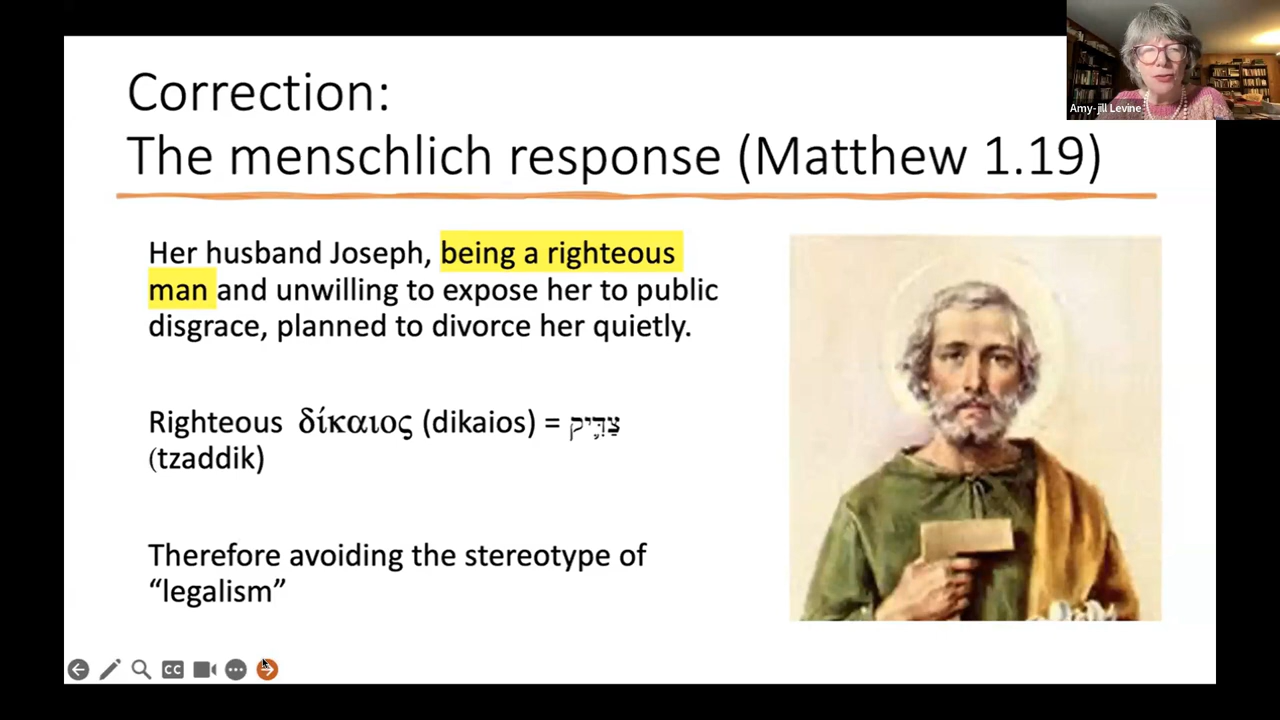 Correction:
The menschlich response (Matthew 1.19)
Amy-jill Levine
Her husband Joseph, being a righteous
man and unwilling to expose her to public
disgrace, planned to divorce her quietly.
Righteous δίκαιος (dikaios) = צַדִּ֛יק
(tzaddik)
Therefore avoiding the stereotype of
“legalism”
CC